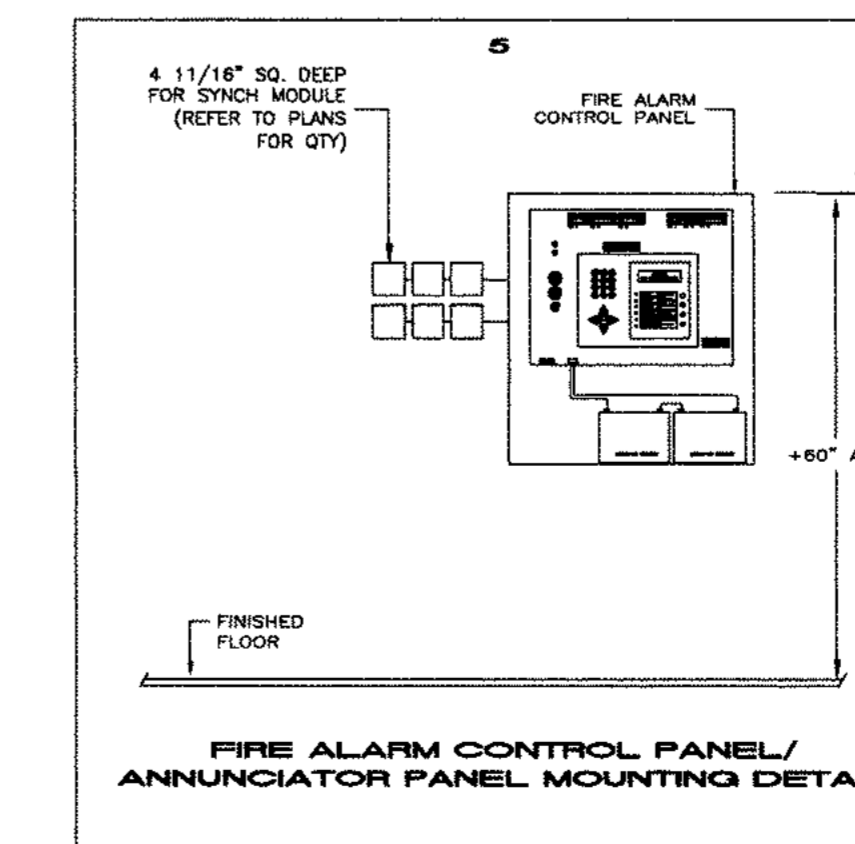 5
4 11/16" SQ. DEEP
FOR SYNCH MODULE
(REFER TO PLANS
FOR QTY)
FIRE ALARM
CONTROL PANEL
+60"
FINISHED
FLOOR
FIRE ALARM CONTROL PANEL/
ANNUNCIATOR PANEL MOUNTING DETA